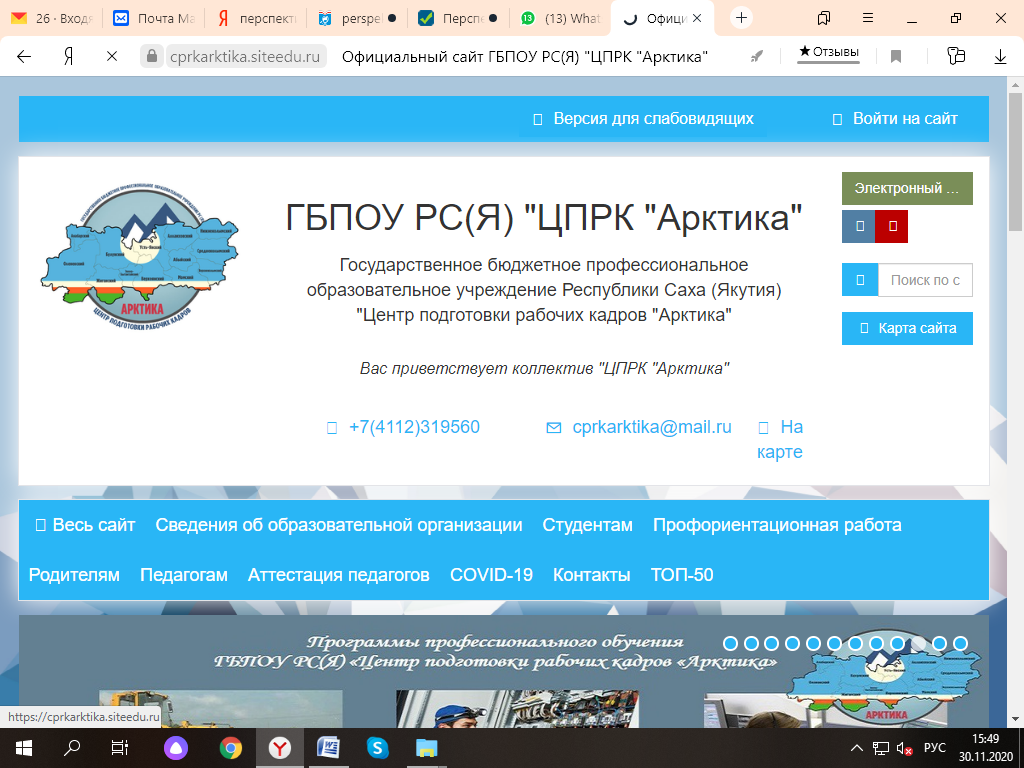 26 · Входя
Почта Ма
перспект
perspe
Перспе
(13) What
Офици
cprkarktika.siteedu.ru
Официальный сайт ГБПОУ РС(Я) "ЦПРК "Арктика"
★ Отзывы
Версия для слабовидящих
Войти на сайт
ГБПОУ РС(Я) "ЦПРК "Арктика"
Государственное бюджетное профессиональное
образовательное учреждение Республики Саха (Якутия)
"Центр подготовки рабочих кадров "Арктика"
Вас приветствует коллектив "ЦПРК "Арктика"
+7(4112)319560
cprkarktika@mail.ru
На
карте
Электронный ...
Поиск по с
Карта сайта
АРКТИКА
ЦЕНТР ПОДГОТОВКИ РАБОЧИХ КАДРОВ
Весь сайт Сведения об образовательной организации Студентам Профориентационная работа
Родителям Педагогам Аттестация педагогов COVID-19 Контакты ТОП-50
Программы профессионального обучения
ГБПОУ РС(Я) «Центр подготовки рабочих кадров «Арктика»
АРКТИКА
https://cprkarktika.siteedu.ru
РУС
15:49
30.11.2020